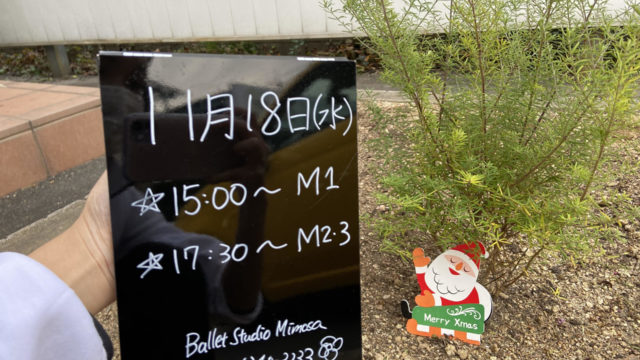 11月18日(水)
☆15:00～ M1
☆17:30～ M2・3
Ballet Studio Mimosa
Merry Xmas